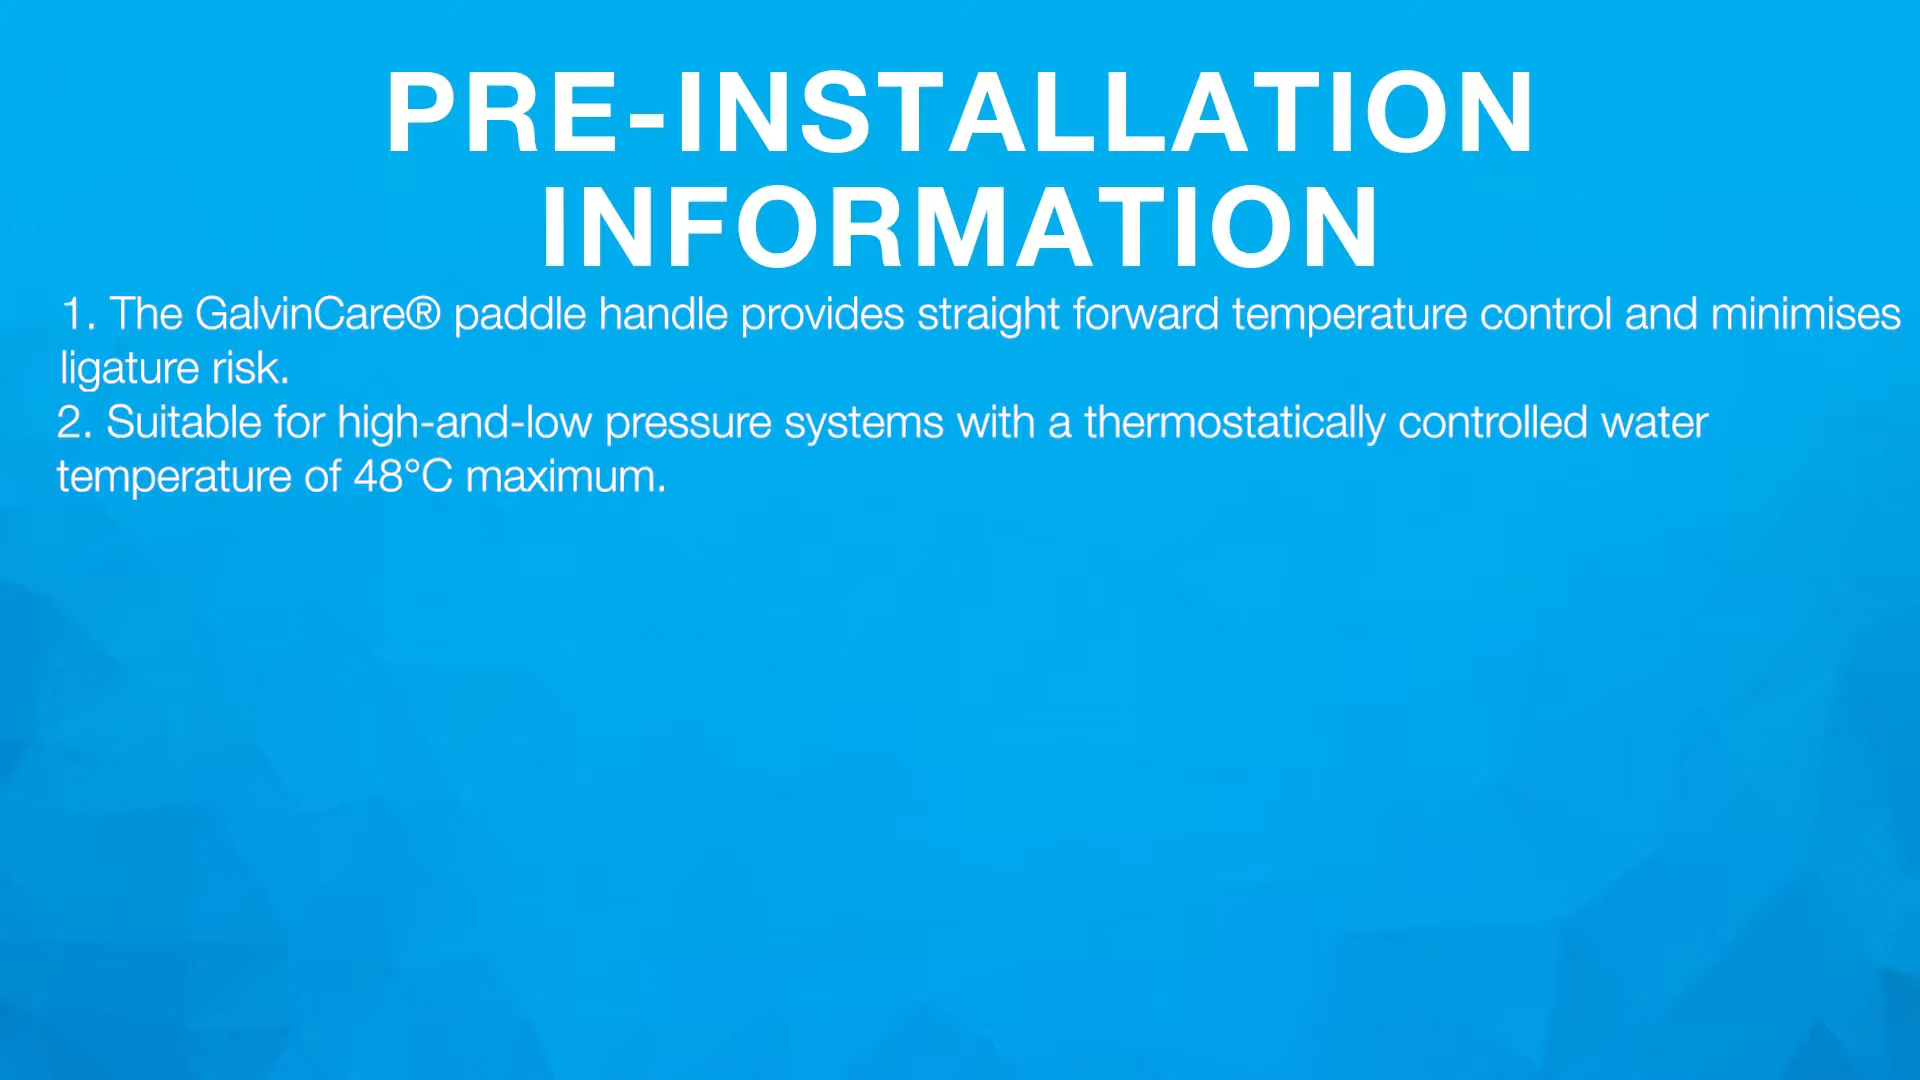 PRE-INSTALLATION
INFORMATION
1. The GalvinCare® paddle handle provides straight forward temperature control and minimises
ligature risk.
2. Suitable for high-and-low pressure systems with a thermostatically controlled water
temperature of 48°C maximum.